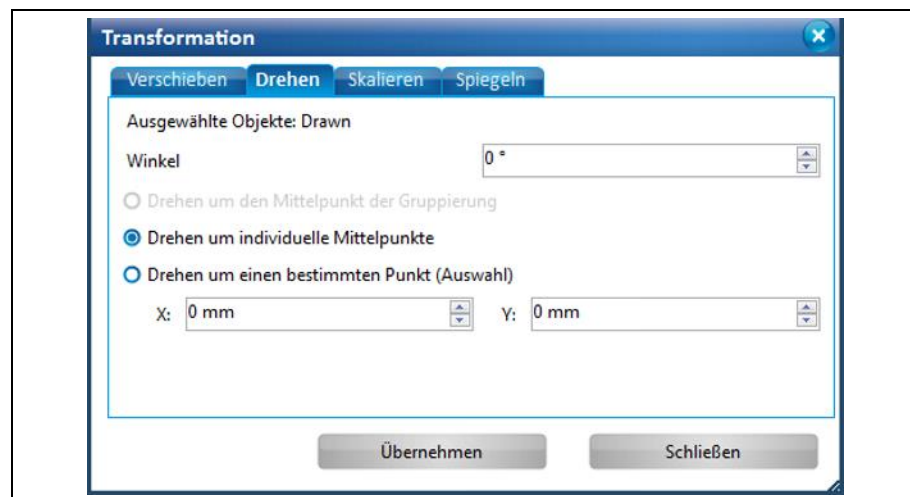 Transformation
Verschieben Drehen Skalieren Spiegeln
Ausgewählte Objekte: Drawn
Winkel 0 °
Drehen um den Mittelpunkt der Gruppierung
Drehen um individuelle Mittelpunkte
Drehen um einen bestimmten Punkt (Auswahl)
X: 0 mm Y: 0 mm
Übernehmen Schließen